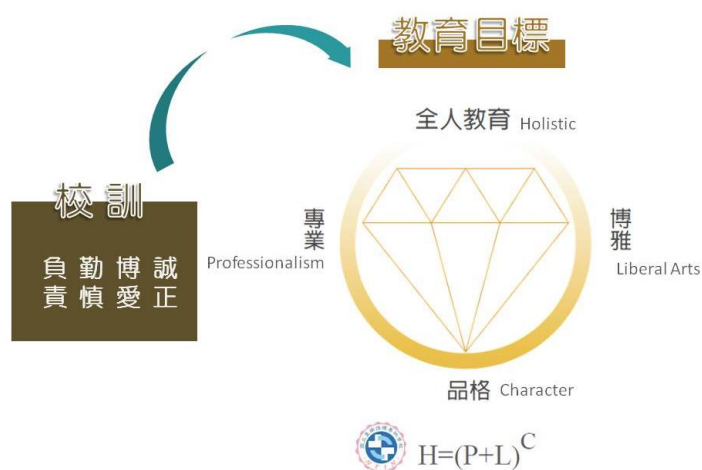 教育目標
全人教育 Holistic
校訓
誠正
博愛
勤慎
負責
專業
Professionalism
博雅
Liberal Arts
品格 Character
H=(P+L)^C